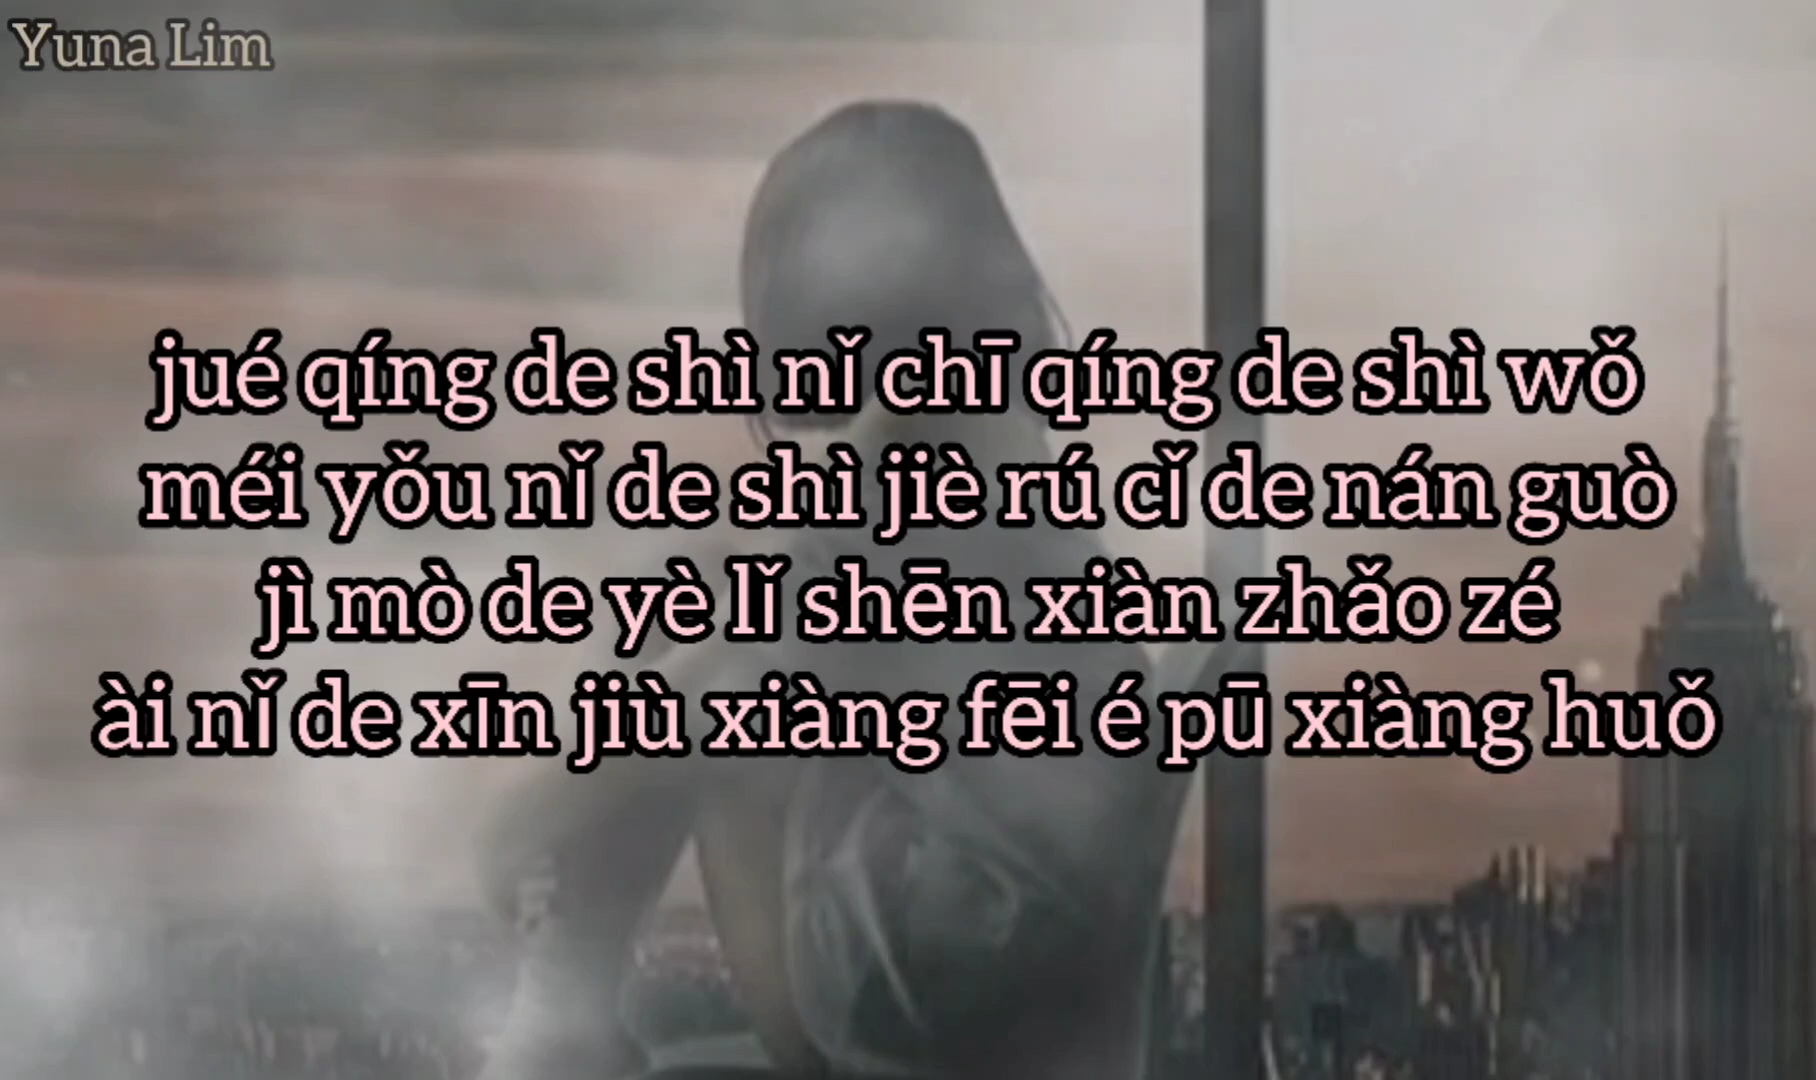 Yuna Lim
jué qíng de shì nǐ chī qíng de shì wǒ
méi yǒu nǐ de shì jiè rú cǐ de nán guò
jì mò de yè lǐ shēn xiàn zhǎo zé
ài nǐ de xīn jiù xiàng fēi é pū xiàng huǒ